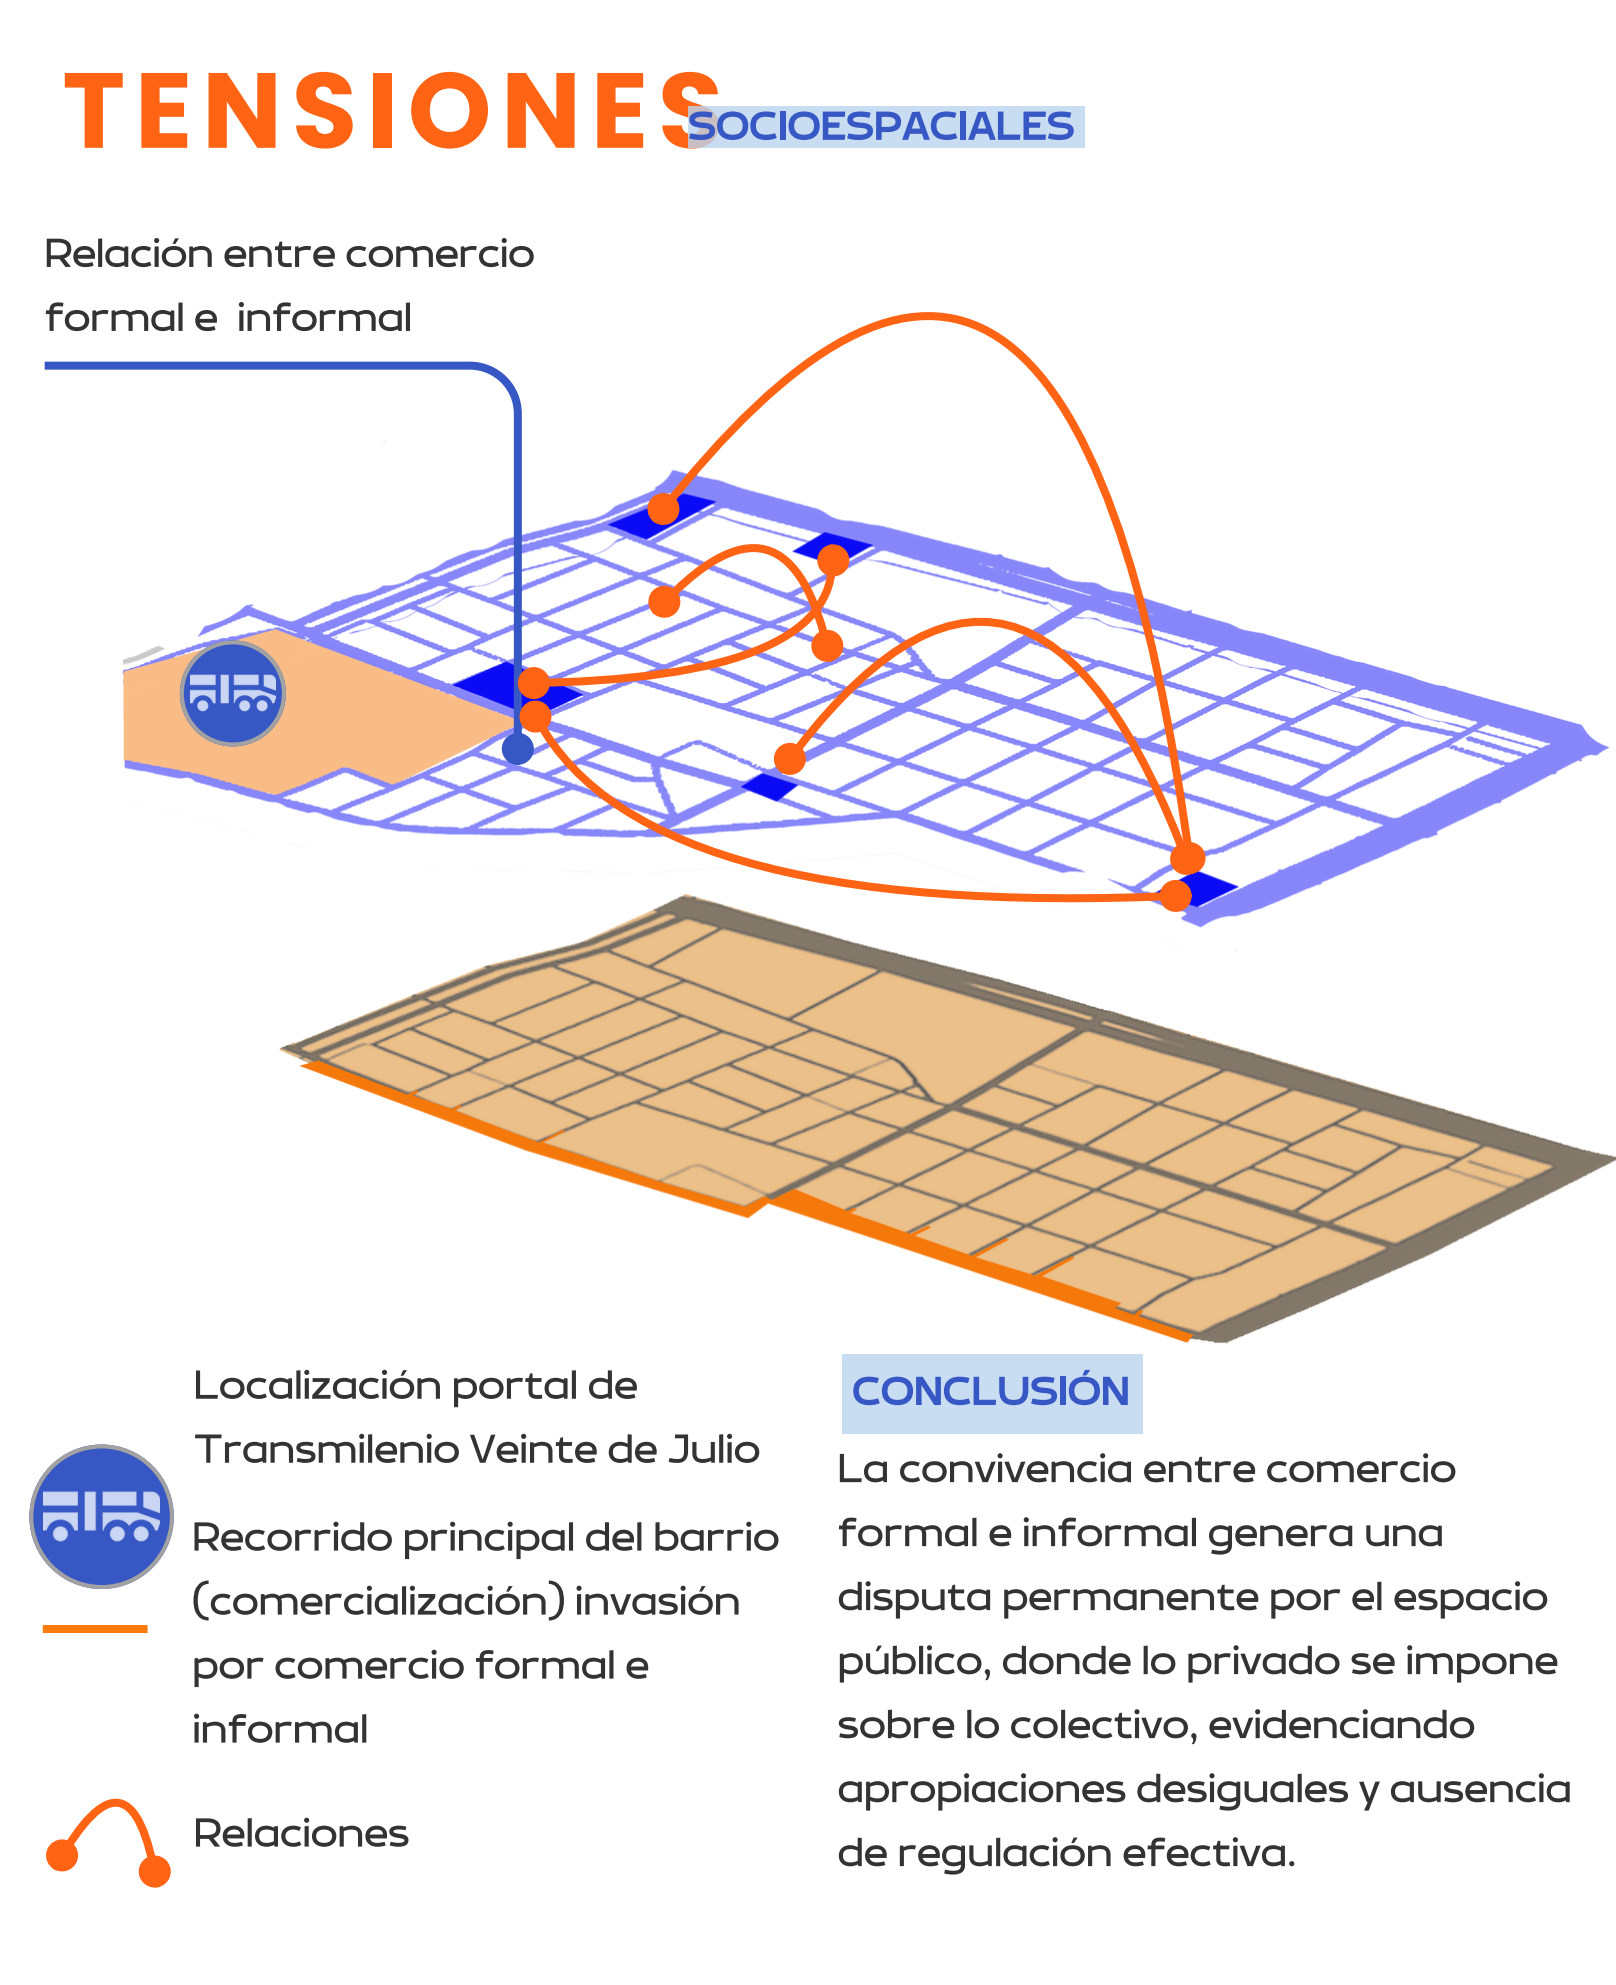 TENSIONES
SOCIOESPACIALES
Relación entre comercio
formal e informal
Localización portal de
Transmilenio Veinte de Julio
Recorrido principal del barrio
(comercialización) invasión
por comercio formal e
informal
Relaciones
CONCLUSIÓN
La convivencia entre comercio
formal e informal genera una
disputa permanente por el espacio
público, donde lo privado se impone
sobre lo colectivo, evidenciando
apropiaciones desiguales y ausencia
de regulación efectiva.